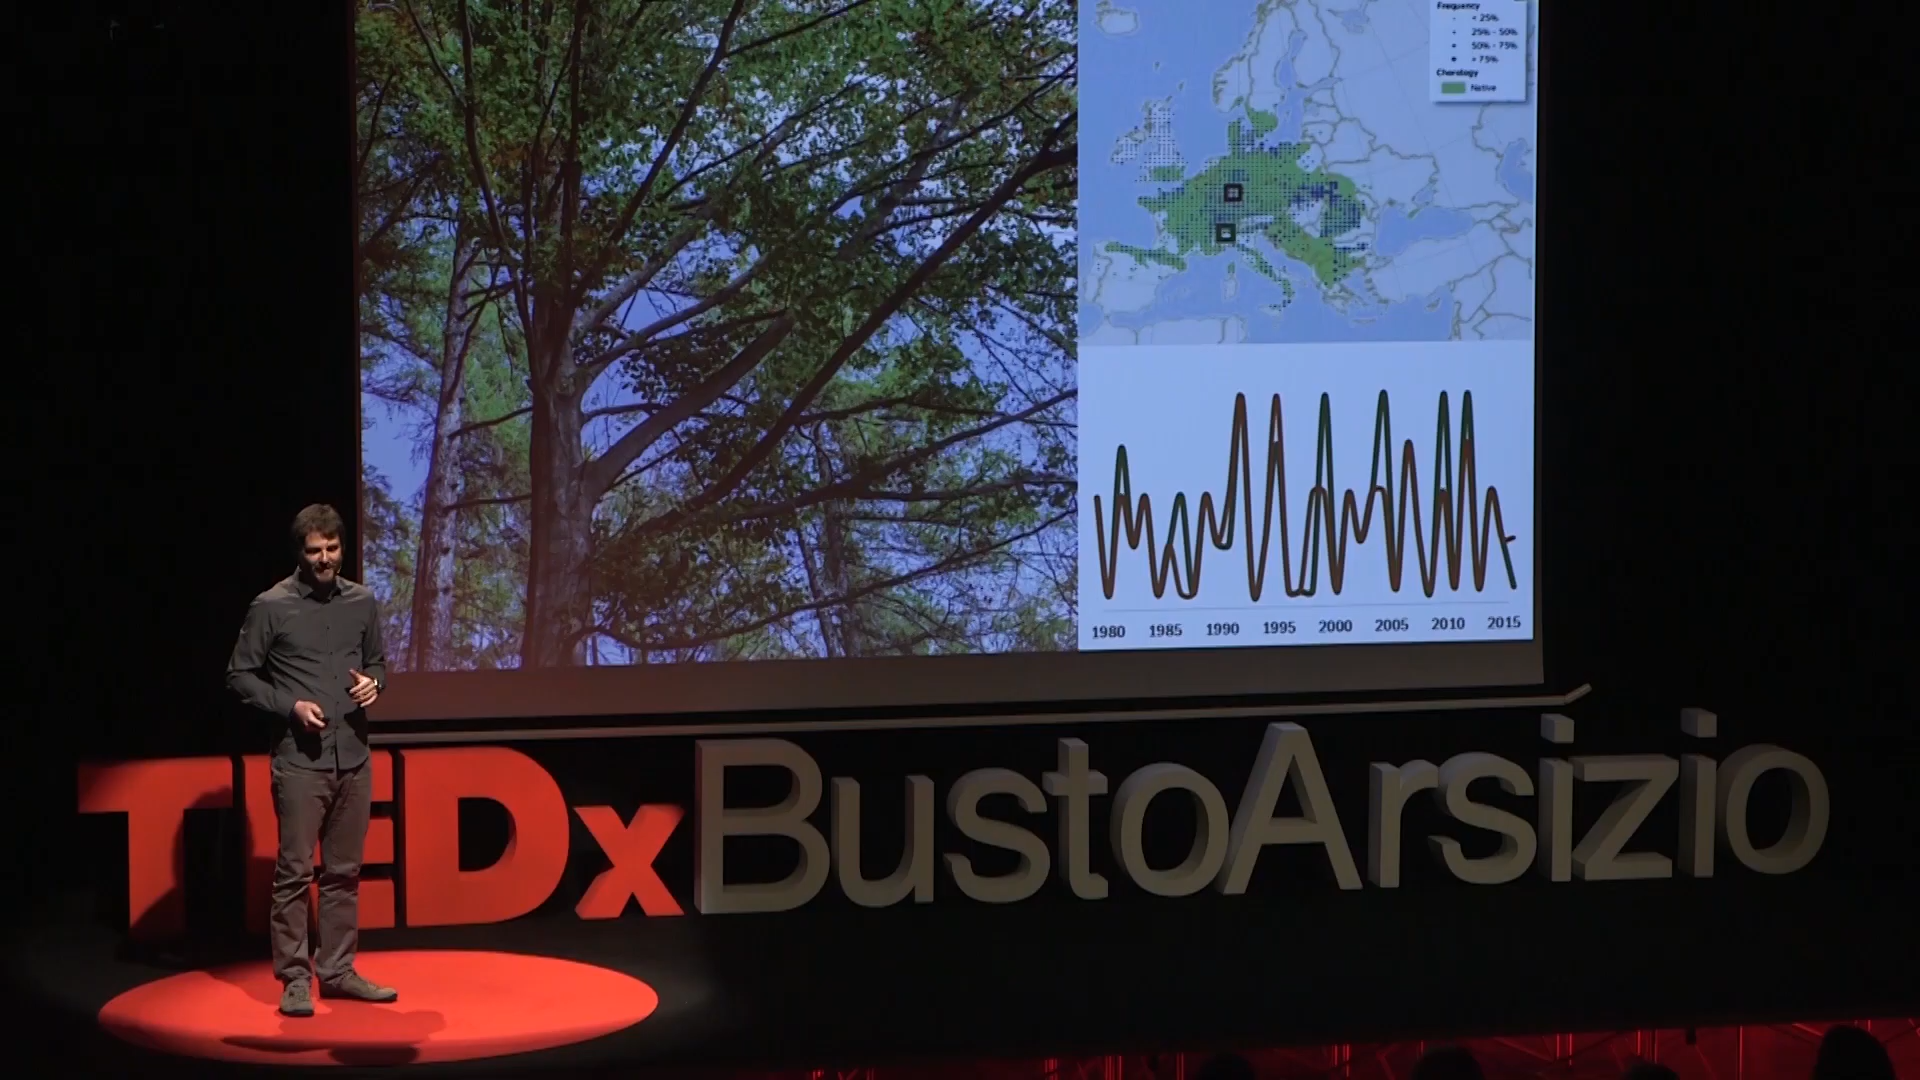 Frequency
< 25%
25% - 50%
50% - 75%
> 75%
Chorology
Native
1980 1985 1990 1995 2000 2005 2010 2015
TEDxBustoArsizio